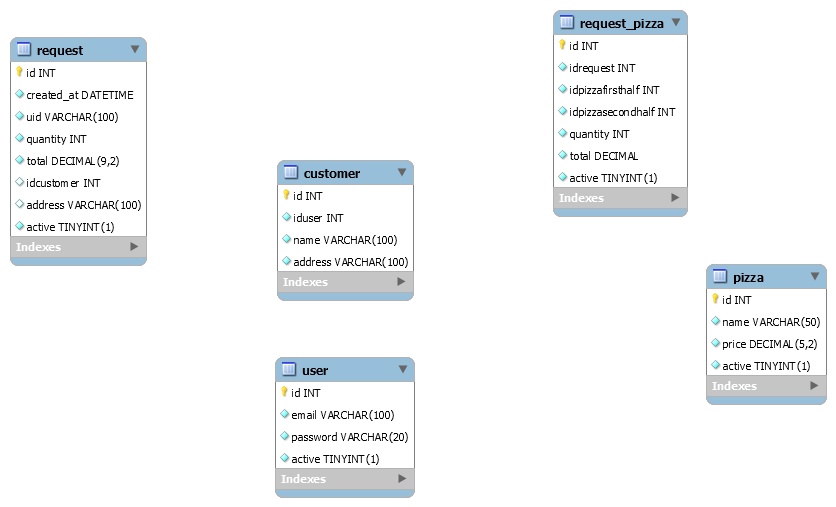 request
id INT
created_at DATETIME
uid VARCHAR(100)
quantity INT
total DECIMAL(9,2)
idcustomer INT
address VARCHAR(100)
active TINYINT(1)
Indexes
customer
id INT
iduser INT
name VARCHAR(100)
address VARCHAR(100)
Indexes
user
id INT
email VARCHAR(100)
password VARCHAR(20)
active TINYINT(1)
Indexes
request_pizza
id INT
idrequest INT
idpizzafirsthalf INT
idpizzasecondhalf INT
quantity INT
total DECIMAL
active TINYINT(1)
Indexes
pizza
id INT
name VARCHAR(50)
price DECIMAL(5,2)
active TINYINT(1)
Indexes